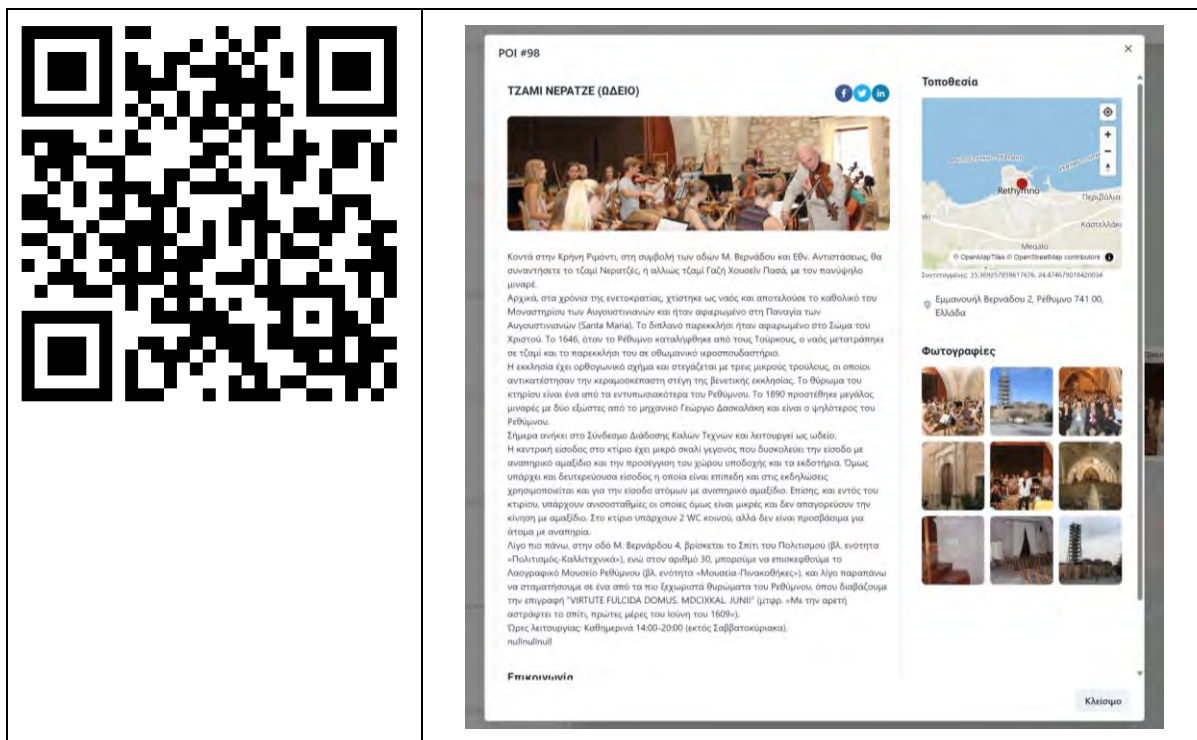 POI #98
ΤΖΑΜΙ ΝΕΡΑΤΖΕ (ΩΔΕΙΟ)
Κοντά στην Κρήνη Ριμόντι, στη συμβολή των οδών Μ. Βερνάδου και Εθν. Αντιστάσεως, θα
συναντήσετε το τζαμί Νερατζές, ή αλλιώς τζαμί Γαζή Χουσεΐν Πασά, με τον πανύψηλο
μιναρέ.
Αρχικά, στα χρόνια της ενετοκρατίας, χτίστηκε ως ναός και αποτελούσε το καθολικό του
Μοναστηρίου των Αυγουστινιανών και ήταν αφιερωμένο στη Παναγία των
Αυγουστινιανών (Santa Maria). Το διπλανό παρεκκλήσι ήταν αφιερωμένο στο Σώμα του
Χριστού. Το 1646, όταν το Ρέθυμνο καταλήφθηκε από τους Τούρκους, ο ναός μετατράπηκε
σε τζαμί και το παρεκκλήσι του σε οθωμανικό ιεροσπουδαστήριο.
Η εκκλησία έχει ορθογωνικό σχήμα και στεγάζεται με τρεις μικρούς τρούλους, οι οποίοι
αντικατέστησαν την κεραμοσκέπαστη στέγη της βενετικής εκκλησίας. Το θύρωμα του
κτηρίου είναι ένα από τα εντυπωσιακότερα του Ρεθύμνου. Το 1890 προστέθηκε μεγάλος
μιναρές με δύο εξώστες από το μηχανικό Γεώργιο Δασκαλάκη και είναι ο ψηλότερος του
Ρεθύμνου.
Σήμερα ανήκει στο Σύνδεσμο Διάδοσης Καλών Τεχνών και λειτουργεί ως ωδείο.
Η κεντρική είσοδος στο κτίριο έχει μικρό σκαλί γεγονός που δυσκολεύει την είσοδο με
αναπηρικό αμαξίδιο και την προσέγγιση του χώρου υποδοχής και τα εκδοτήρια. Όμως
υπάρχει και δευτερεύουσα είσοδος η οποία είναι επίπεδη και στις εκδηλώσεις
χρησιμοποιείται και για την είσοδο ατόμων με αναπηρικό αμαξίδιο. Επίσης, και εντός του
κτιρίου, υπάρχουν ανισοσταθμίες οι οποίες όμως είναι μικρές και δεν απαγορεύουν την
κίνηση με αμαξίδιο. Στο κτίριο υπάρχουν 2 WC κοινού, αλλά δεν είναι προσβάσιμα για
άτομα με αναπηρία.
Λίγο πιο πάνω, στην οδό Μ. Βερνάρδου 4, βρίσκεται το Σπίτι του Πολιτισμού (βλ. ενότητα
«Πολιτισμός-Καλλιτεχνικά»), ενώ στον αριθμό 30, μπορούμε να επισκεφθούμε το
Λαογραφικό Μουσείο Ρεθύμνου (βλ. ενότητα «Μουσεία-Πινακοθήκες»), και λίγο παραπάνω
να σταματήσουμε σε ένα από τα πιο ξεχωριστά θυρώματα του Ρεθύμνου, όπου διαβάζουμε
την επιγραφή "VIRTUTE FULCIDA DOMUS. MDCIXKAL. JUNII" (μτφρ. «Με την αρετή
αστράφτει το σπίτι, πρώτες μέρες του Ιούνη του 1609»).
Ώρες λειτουργίας: Καθημερινά 14:00-20:00 (εκτός Σαββατοκύριακα).
nullnullnull
Επικοινωνία
Τοποθεσία
Rethymno
Περιβόλια
Καστελλάκι
Megalo
© OpenMapTiles © OpenStreetMap contributors
Συντεταγμένες: 35.369257859617676, 24.474679018420034
Εμμανουήλ Βερνάδου 2, Ρέθυμνο 741 00,
Ελλάδα
Φωτογραφίες
Κλείσιμο